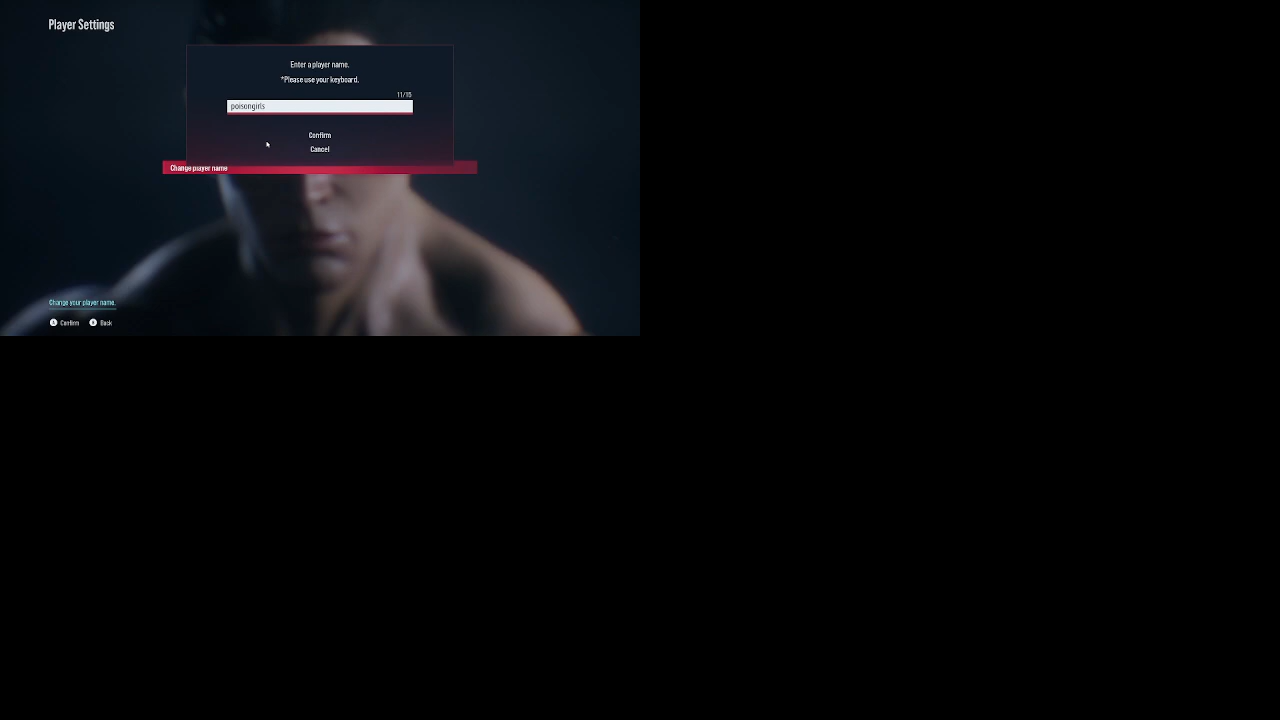 Player Settings
Enter a player name.
*Please use your keyboard.
11/15
poisongirls
Confirm
Cancel
Change player name
Change your player name.
A Confirm B Back